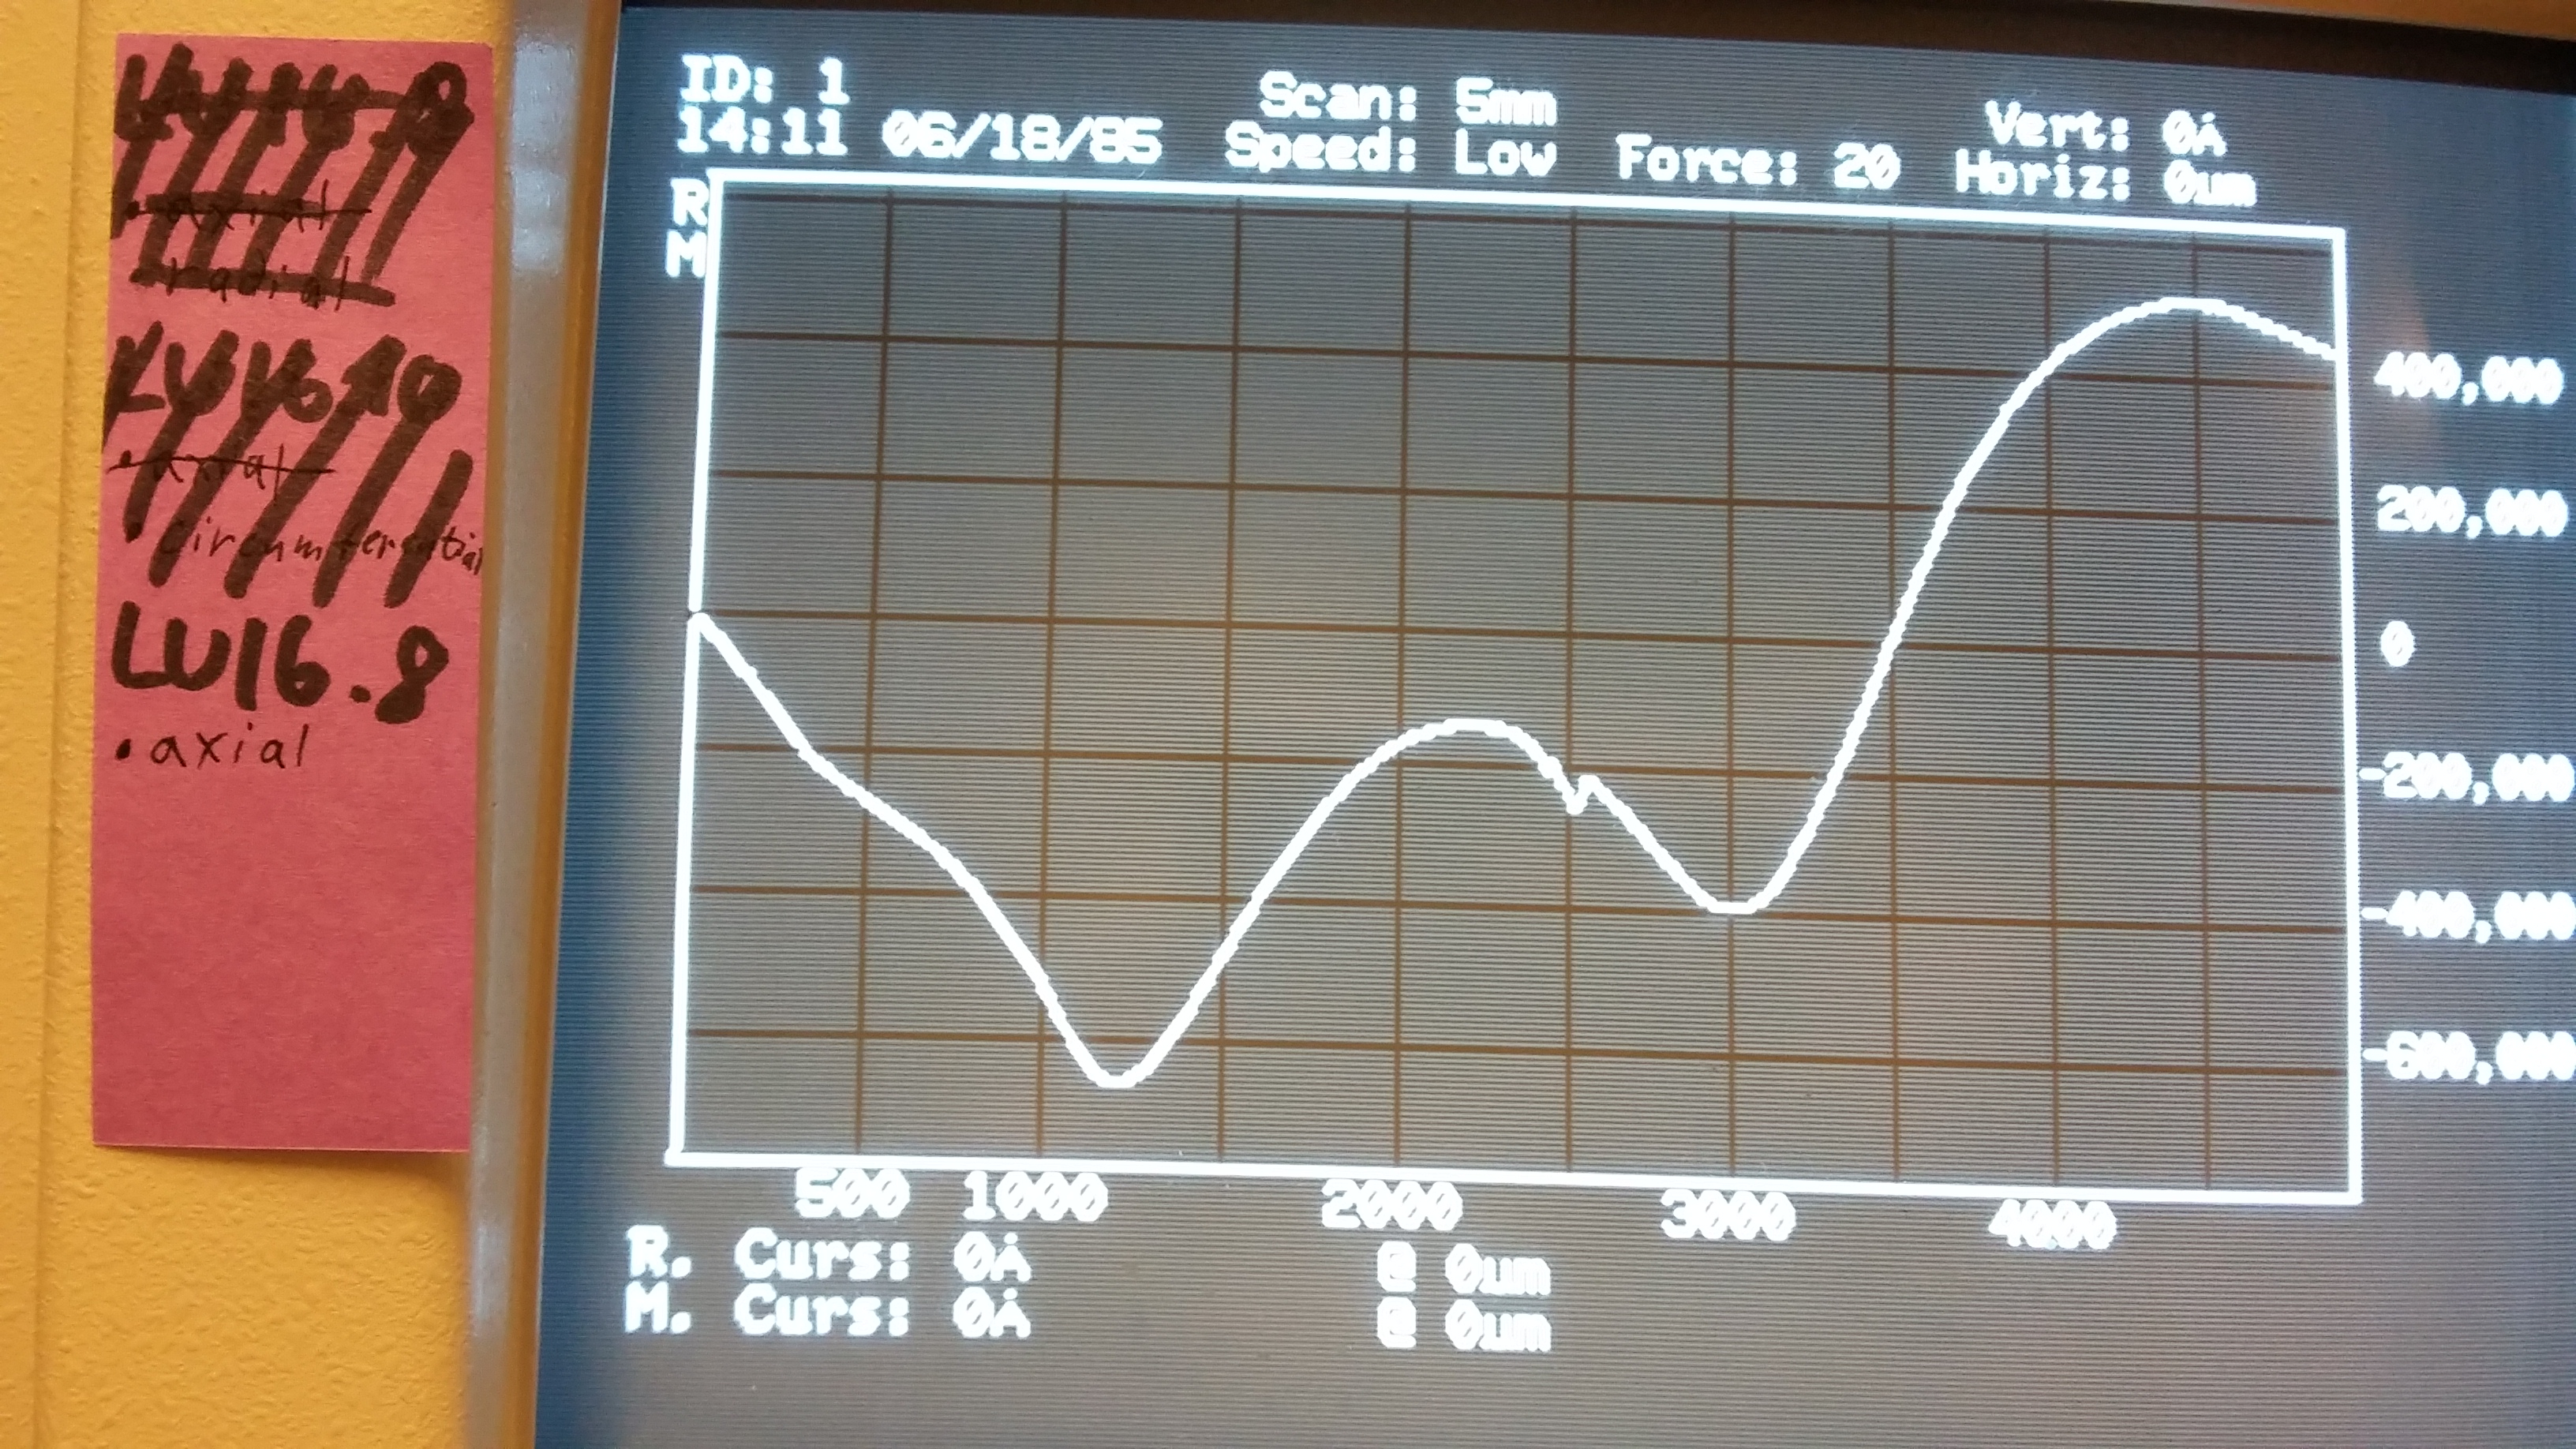 axial
radial
axial
circumferential
LU16.8
• axial
ID: 1
14:11 06/18/85
Scan: 5mm
Speed: Low Force: 20
Vert: 0Å
Horiz: 0um
R
M
400,000
200,000
0
-200,000
-400,000
-600,000
500 1000 2000 3000 4000
R. Curs: 0Å @ 0um
M. Curs: 0Å @ 0um